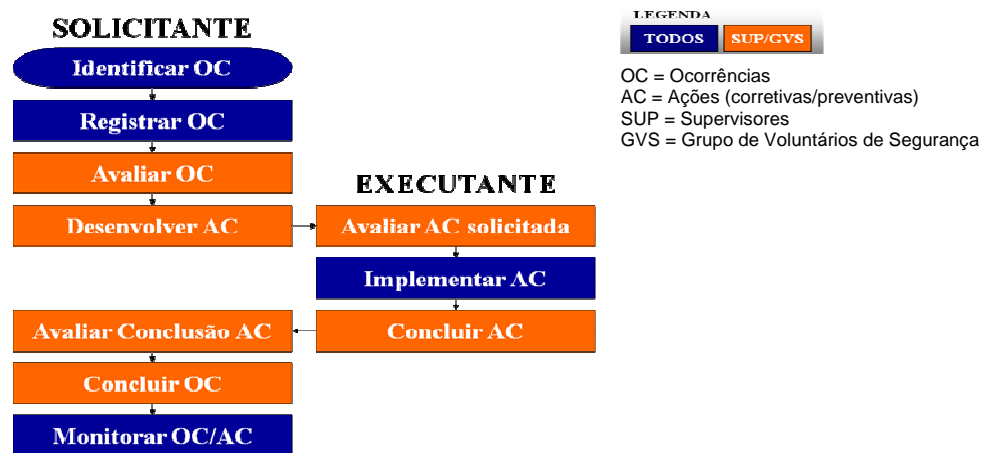 SOLICITANTE
Identificar OC
Registrar OC
Avaliar OC
Desenvolver AC
EXECUTANTE
Avaliar AC solicitada
Implementar AC
Concluir AC
Avaliar Conclusão AC
Concluir OC
Monitorar OC/AC
LEGENDA
TODOS SUP/GVS
OC = Ocorrências
AC = Ações (corretivas/preventivas)
SUP = Supervisores
GVS = Grupo de Voluntários de Segurança